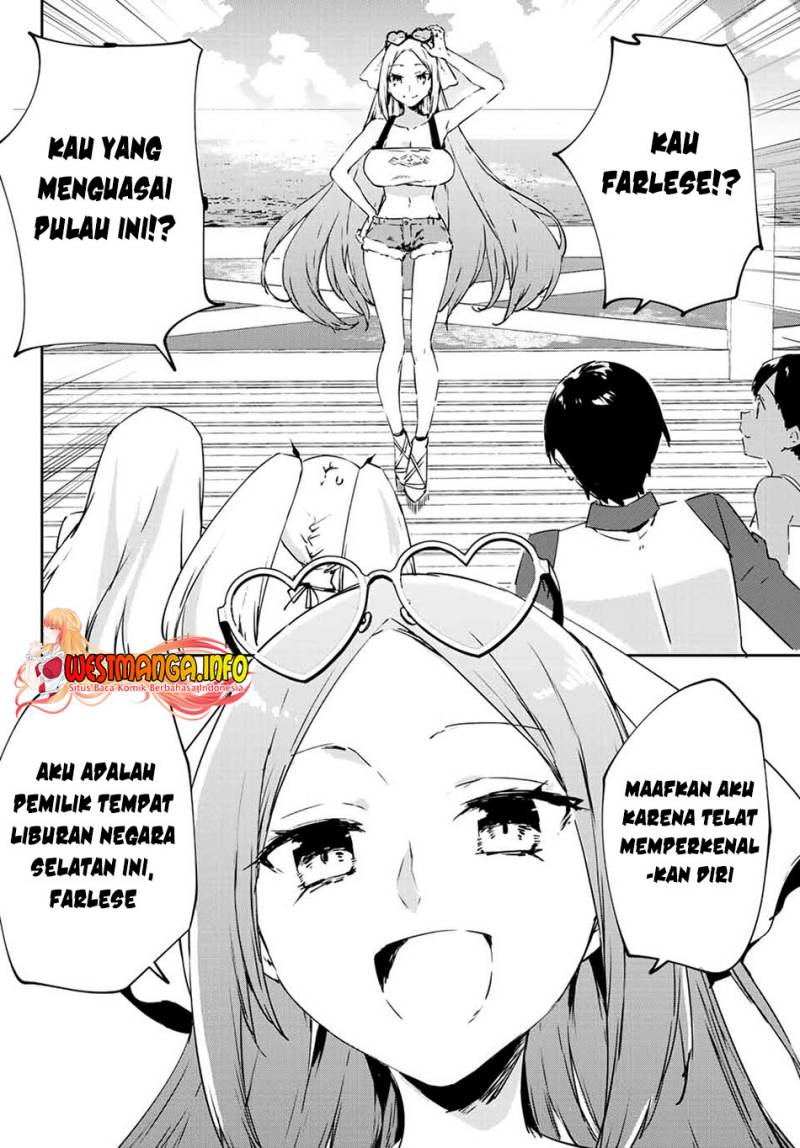 KAU
FARLESE!?
KAU YANG
MENGUASAI
PULAU INI!?
WESTMANGA.INFO
Situs Baca Komik Berbahasa Indonesia
MAAFKAN AKU
KARENA TELAT
MEMPERKENAL
-KAN DIRI
AKU ADALAH
PEMILIK TEMPAT
LIBURAN NEGARA
SELATAN INI,
FARLESE